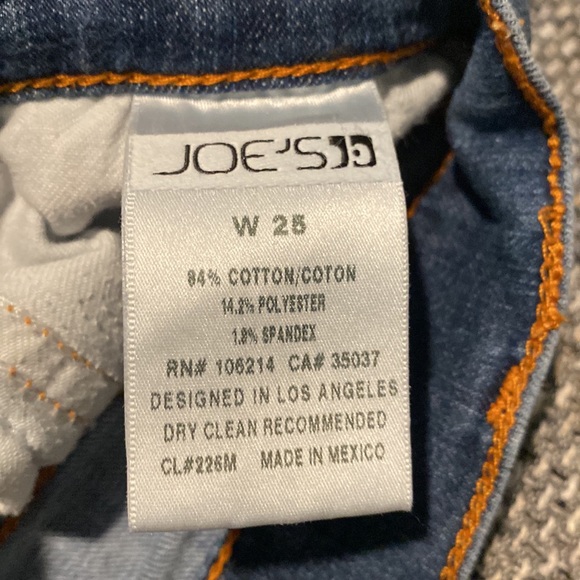 JOE'S
W 25
84% COTTON/COTON
14.2% POLYESTER
1.8% SPANDEX
RN# 106214 CA# 35037
DESIGNED IN LOS ANGELES
DRY CLEAN RECOMMENDED
CL#226M MADE IN MEXICO